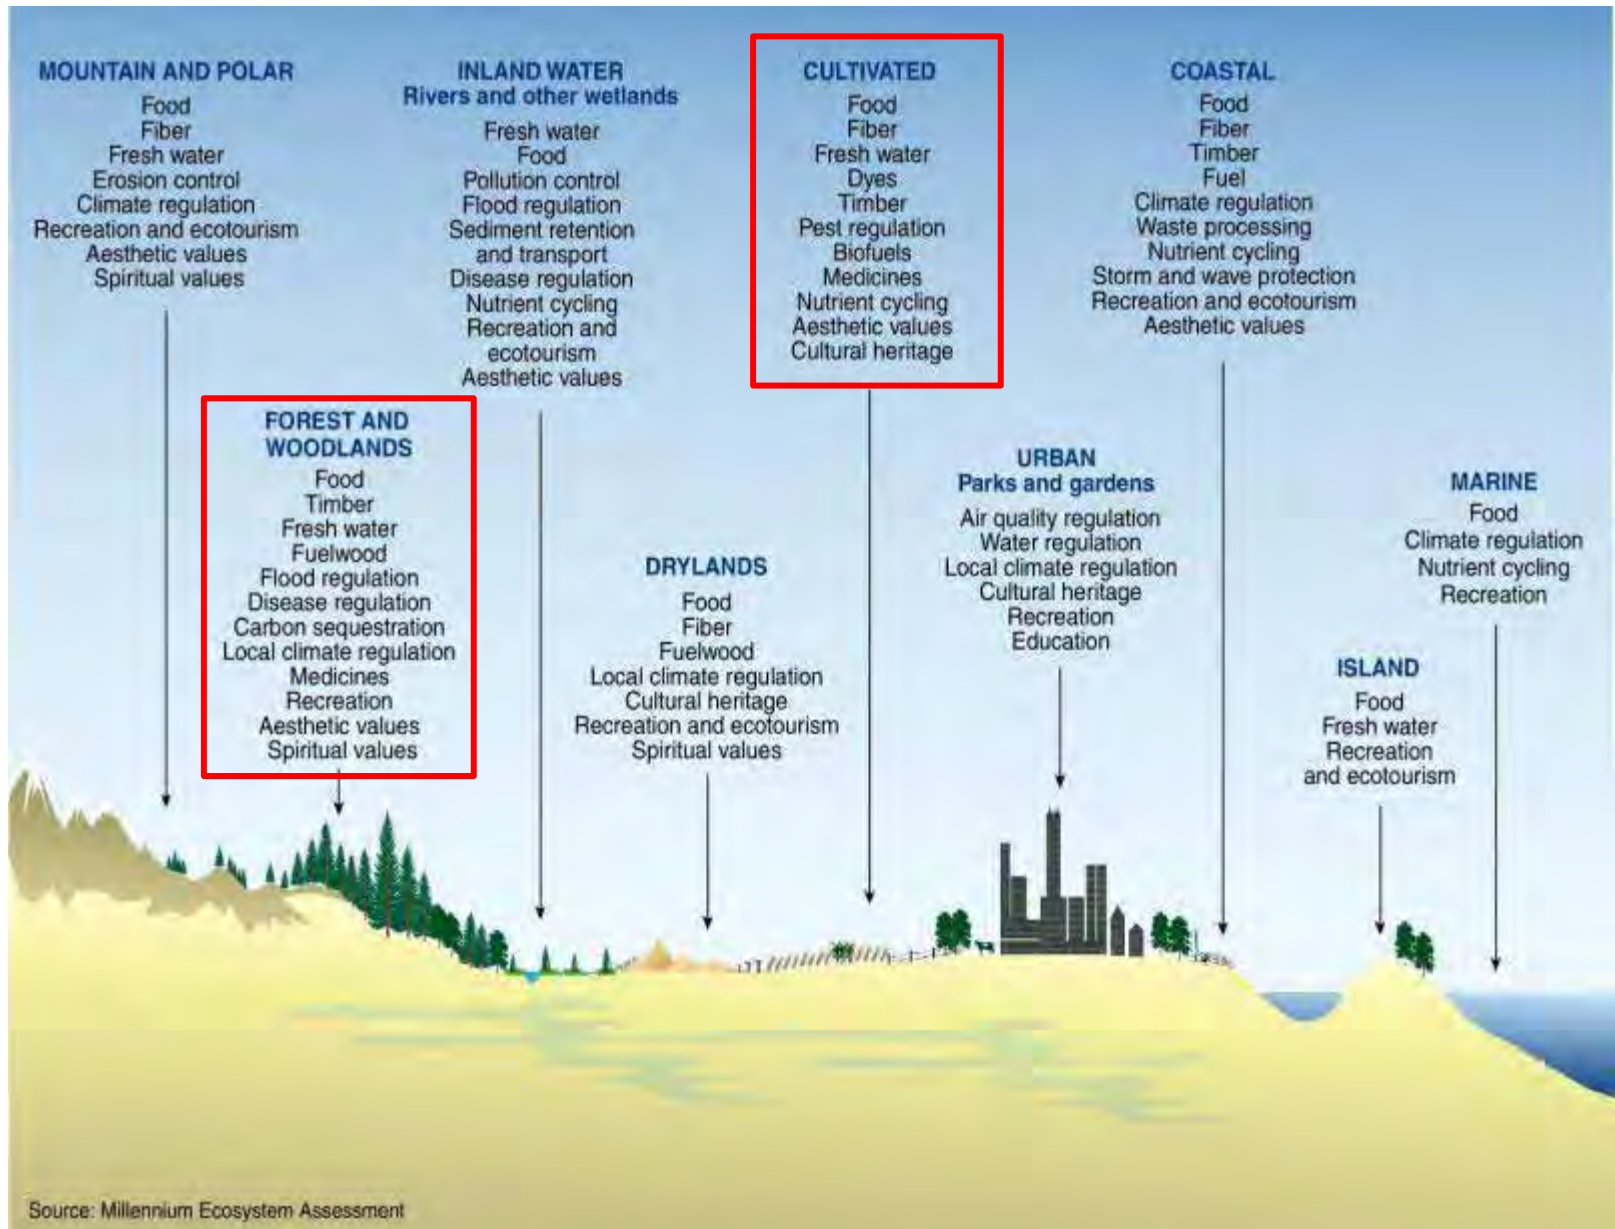 MOUNTAIN AND POLAR
Food
Fiber
Fresh water
Erosion control
Climate regulation
Recreation and ecotourism
Aesthetic values
Spiritual values
FOREST AND
WOODLANDS
Food
Timber
Fresh water
Fuelwood
Flood regulation
Disease regulation
Carbon sequestration
Local climate regulation
Medicines
Recreation
Aesthetic values
Spiritual values
INLAND WATER
Rivers and other wetlands
Fresh water
Food
Pollution control
Flood regulation
Sediment retention
and transport
Disease regulation
Nutrient cycling
Recreation and
ecotourism
Aesthetic values
DRYLANDS
Food
Fiber
Fuelwood
Local climate regulation
Cultural heritage
Recreation and ecotourism
Spiritual values
CULTIVATED
Food
Fiber
Fresh water
Dyes
Timber
Pest regulation
Biofuels
Medicines
Nutrient cycling
Aesthetic values
Cultural heritage
URBAN
Parks and gardens
Air quality regulation
Water regulation
Local climate regulation
Cultural heritage
Recreation
Education
COASTAL
Food
Fiber
Timber
Fuel
Climate regulation
Waste processing
Nutrient cycling
Storm and wave protection
Recreation and ecotourism
Aesthetic values
ISLAND
Food
Fresh water
Recreation
and ecotourism
MARINE
Food
Climate regulation
Nutrient cycling
Recreation
Source: Millennium Ecosystem Assessment